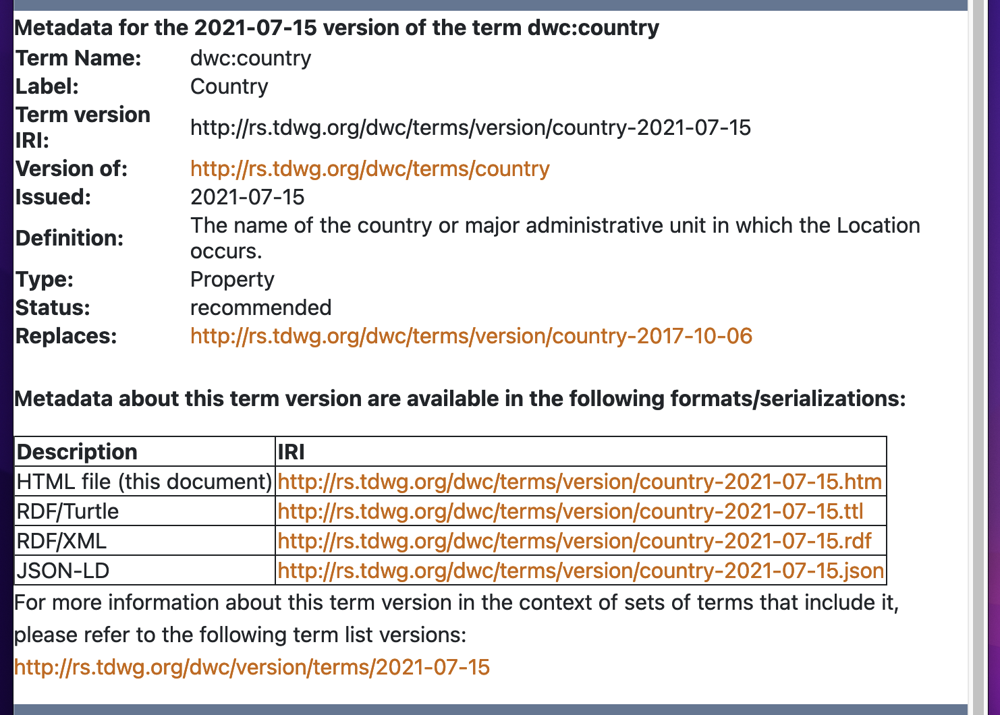 Metadata for the 2021-07-15 version of the term dwc:country
Term Name: dwc:country
Label: Country
Term version
IRI:
http://rs.tdwg.org/dwc/terms/version/country-2021-07-15
Version of: http://rs.tdwg.org/dwc/terms/country
Issued: 2021-07-15
Definition:
The name of the country or major administrative unit in which the Location
occurs.
Type: Property
Status: recommended
Replaces: http://rs.tdwg.org/dwc/terms/version/country-2017-10-06
Metadata about this term version are available in the following formats/serializations:
Description IRI
HTML file (this document) http://rs.tdwg.org/dwc/terms/version/country-2021-07-15.htm
RDF/Turtle http://rs.tdwg.org/dwc/terms/version/country-2021-07-15.ttl
RDF/XML http://rs.tdwg.org/dwc/terms/version/country-2021-07-15.rdf
JSON-LD http://rs.tdwg.org/dwc/terms/version/country-2021-07-15.json
For more information about this term version in the context of sets of terms that include it,
please refer to the following term list versions:
http://rs.tdwg.org/dwc/version/terms/2021-07-15